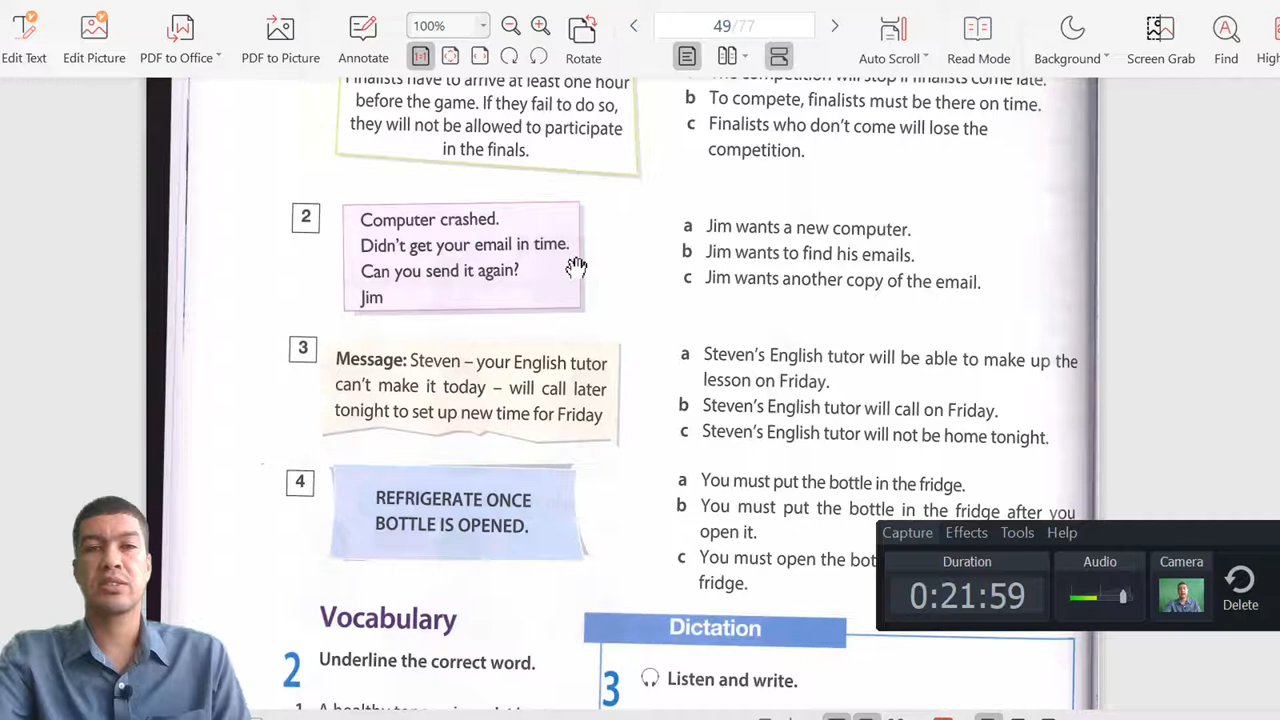 100%
49/77
Edit Text
Edit Picture
PDF to Office
PDF to Picture
Annotate
Rotate
Auto Scroll
Read Mode
Background
Screen Grab
Find
Finalists have to arrive at least one hour
before the game. If they fail to do so,
they will not be allowed to participate
in the finals.
The competition will stop if finalists come late.
b To compete, finalists must be there on time.
c Finalists who don't come will lose the
competition.
2
Computer crashed.
Didn't get your email in time.
Can you send it again?
Jim
a Jim wants a new computer.
b Jim wants to find his emails.
c Jim wants another copy of the email.
3
Message: Steven – your English tutor
can't make it today – will call later
tonight to set up new time for Friday
a Steven's English tutor will be able to make up the
lesson on Friday.
b Steven's English tutor will call on Friday.
c Steven's English tutor will not be home tonight.
4
REFRIGERATE ONCE
BOTTLE IS OPENED.
a You must put the bottle in the fridge.
b You must put the bottle in the fridge after you
open it.
c You must open the
fridge.
Capture Effects Tools Help
Duration
0:21:59
Audio
Camera
Delete
Vocabulary
2 Underline the correct word.
Dictation
3 Listen and write.